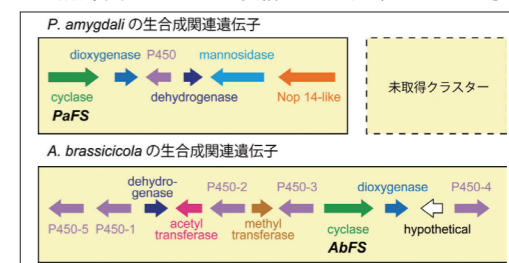 P. amygdali の生合成関連遺伝子
dioxygenase P450 mannosidase
cyclase dehydrogenase Nop 14-like
PaFS
未取得クラスター
A. brassicicola の生合成関連遺伝子
dehydro-
genase P450-2 P450-3 dioxygenase P450-4
P450-5 P450-1 acetyl
transferase methyl
transferase cyclase hypothetical
AbFS